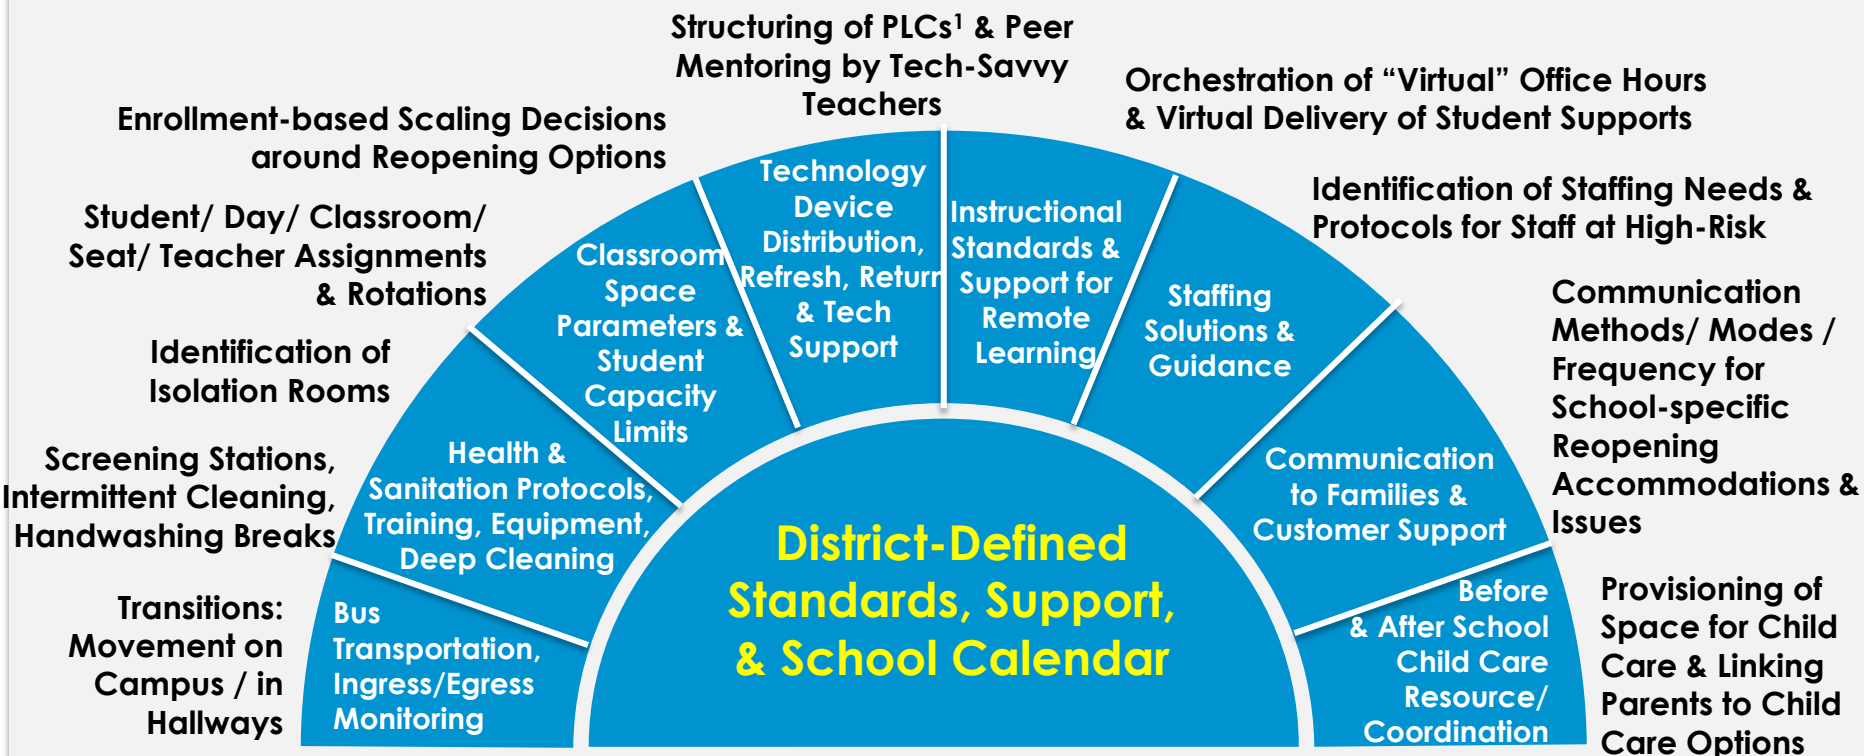 Structuring of PLCs¹ & Peer
Mentoring by Tech-Savvy
Teachers
Orchestration of “Virtual” Office Hours
& Virtual Delivery of Student Supports
Enrollment-based Scaling Decisions
around Reopening Options
Identification of Staffing Needs &
Protocols for Staff at High-Risk
Student/ Day/ Classroom/
Seat/ Teacher Assignments
& Rotations
Communication
Methods/ Modes /
Frequency for
School-specific
Reopening
Accommodations &
Issues
Identification of
Isolation Rooms
Screening Stations,
Intermittent Cleaning,
Handwashing Breaks
Transitions:
Movement on
Campus / in
Hallways
Provisioning of
Space for Child
Care & Linking
Parents to Child
Care Options
Bus
Transportation,
Ingress/Egress
Monitoring
Health &
Sanitation Protocols,
Training, Equipment,
Deep Cleaning
Classroom
Space
Parameters &
Student
Capacity
Limits
Technology
Device
Distribution,
Refresh, Return
& Tech
Support
Instructional
Standards &
Support for
Remote
Learning
Staffing
Solutions &
Guidance
Communication
to Families &
Customer Support
Before
& After School
Child Care
Resource/
Coordination
District-Defined
Standards, Support,
& School Calendar